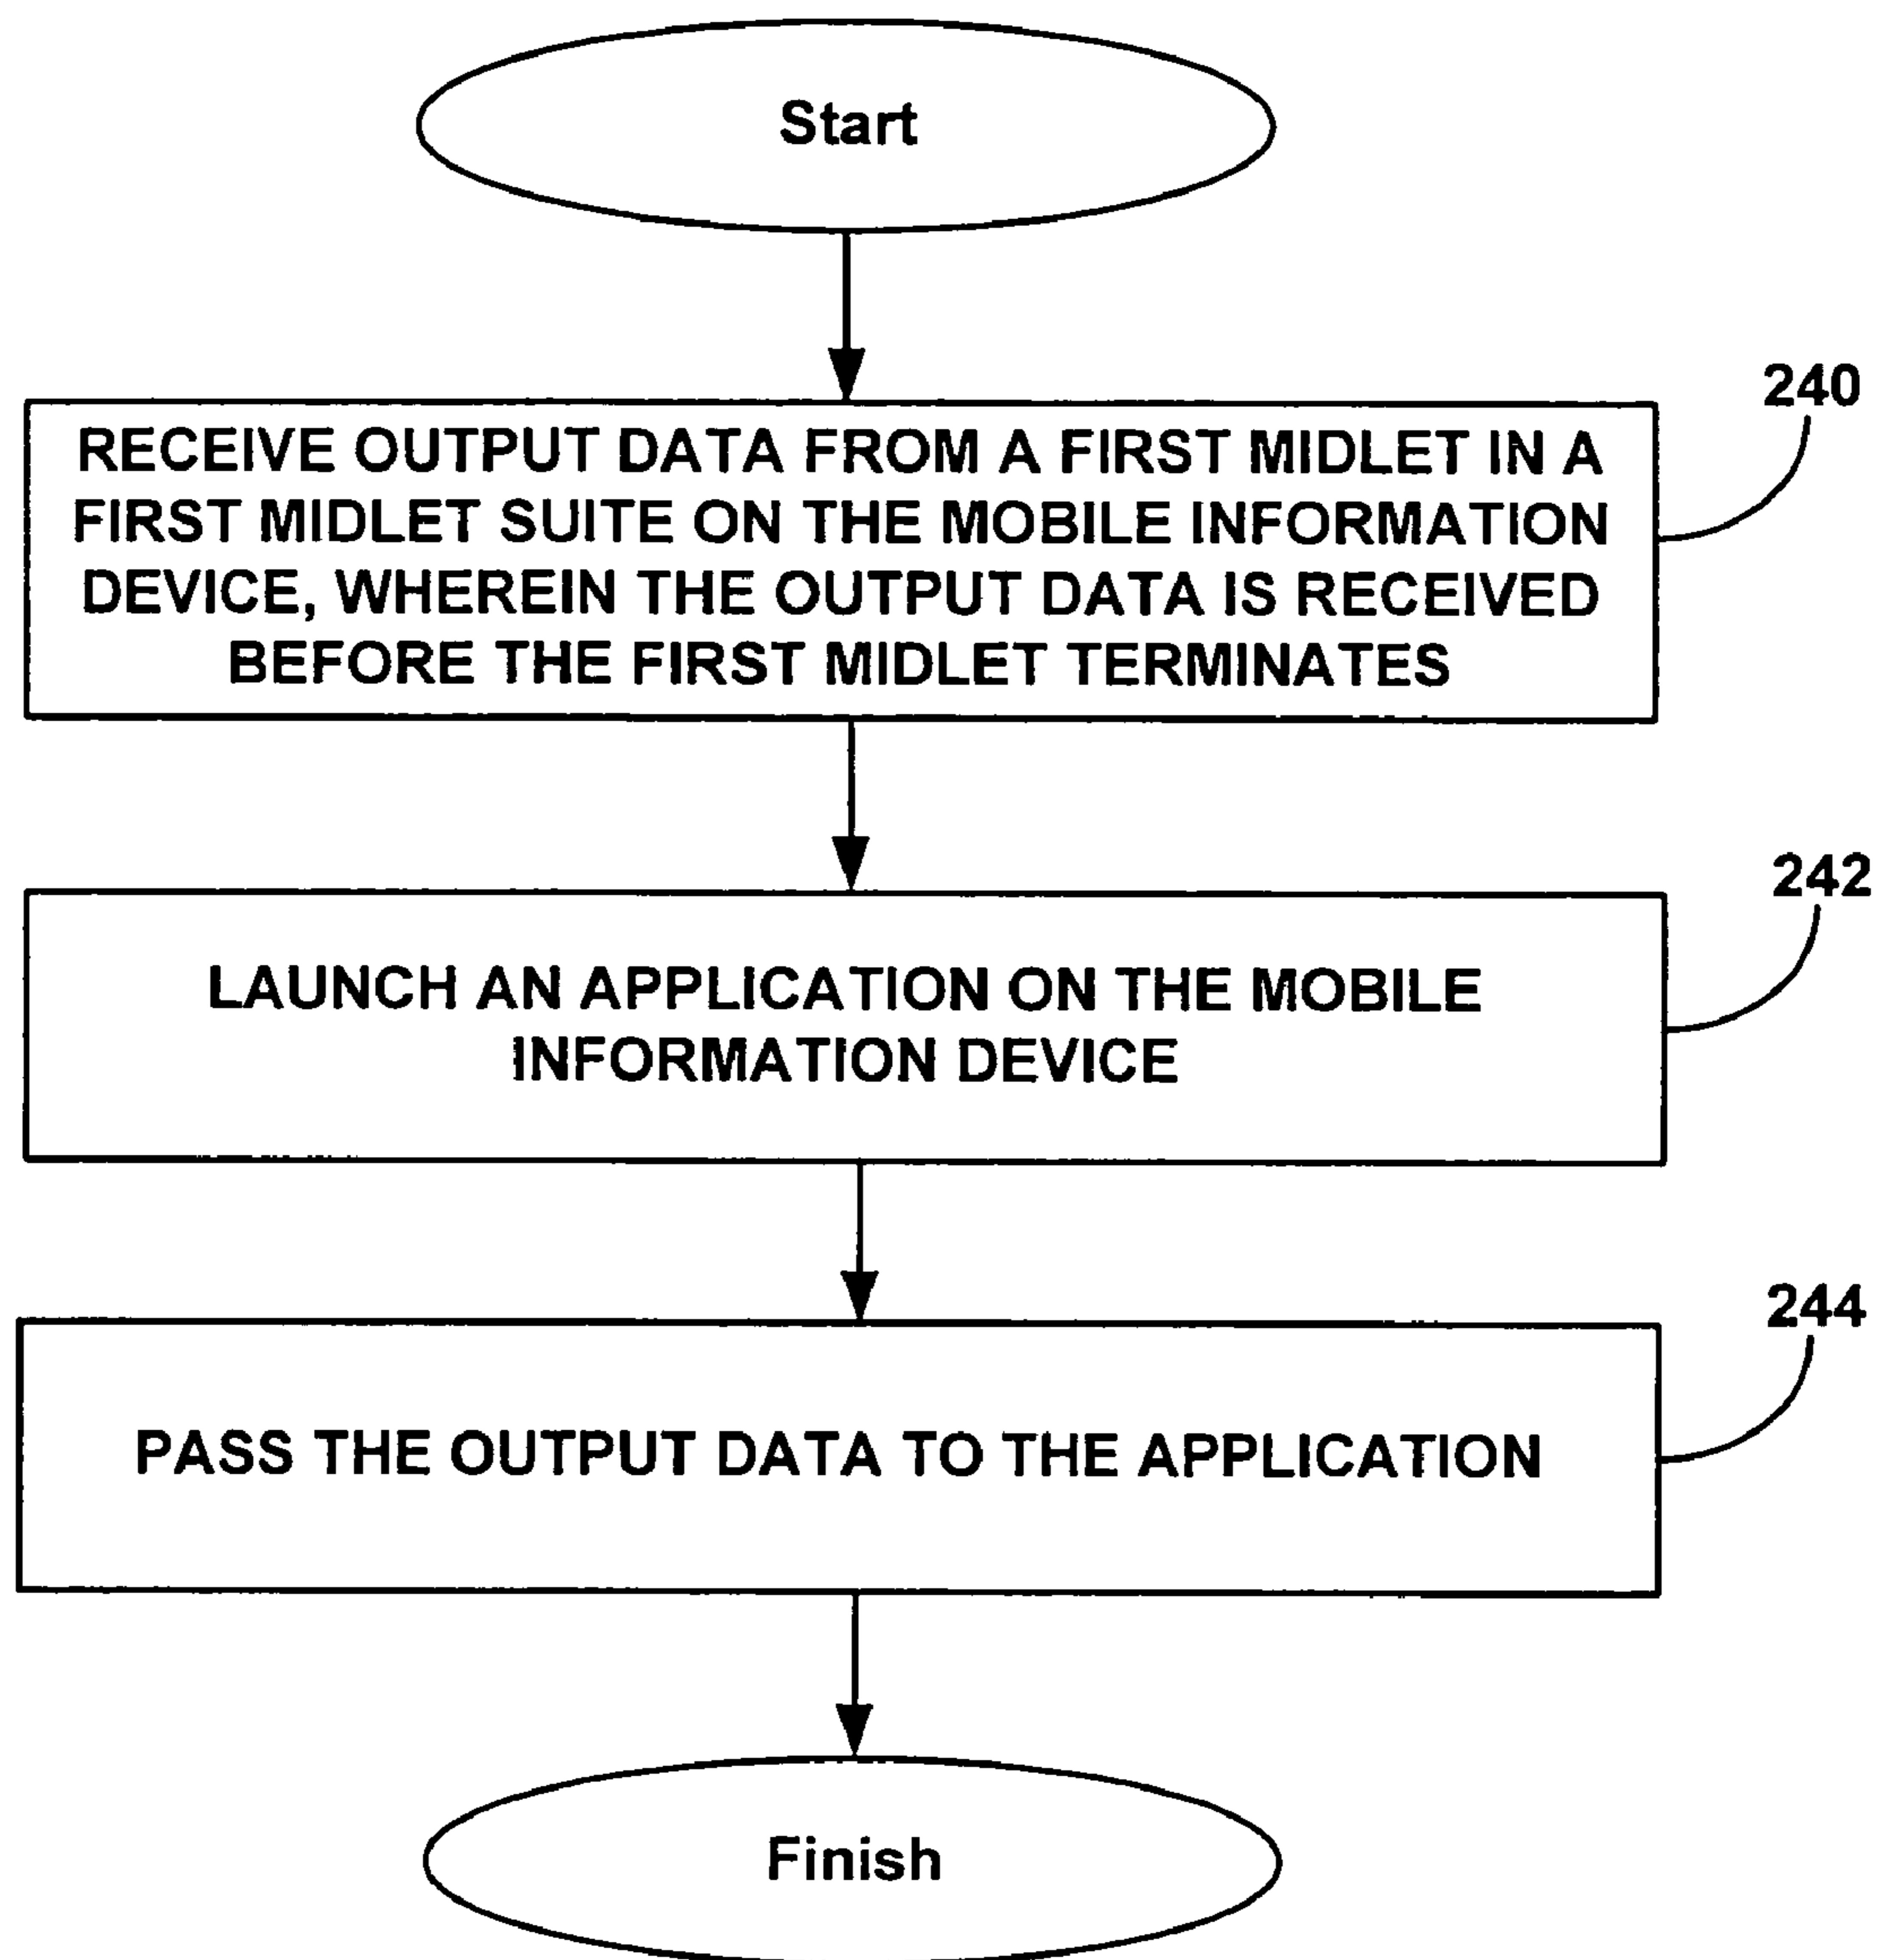 Start
240
RECEIVE OUTPUT DATA FROM A FIRST MIDLET IN A
FIRST MIDLET SUITE ON THE MOBILE INFORMATION
DEVICE, WHEREIN THE OUTPUT DATA IS RECEIVED
BEFORE THE FIRST MIDLET TERMINATES
242
LAUNCH AN APPLICATION ON THE MOBILE
INFORMATION DEVICE
244
PASS THE OUTPUT DATA TO THE APPLICATION
Finish